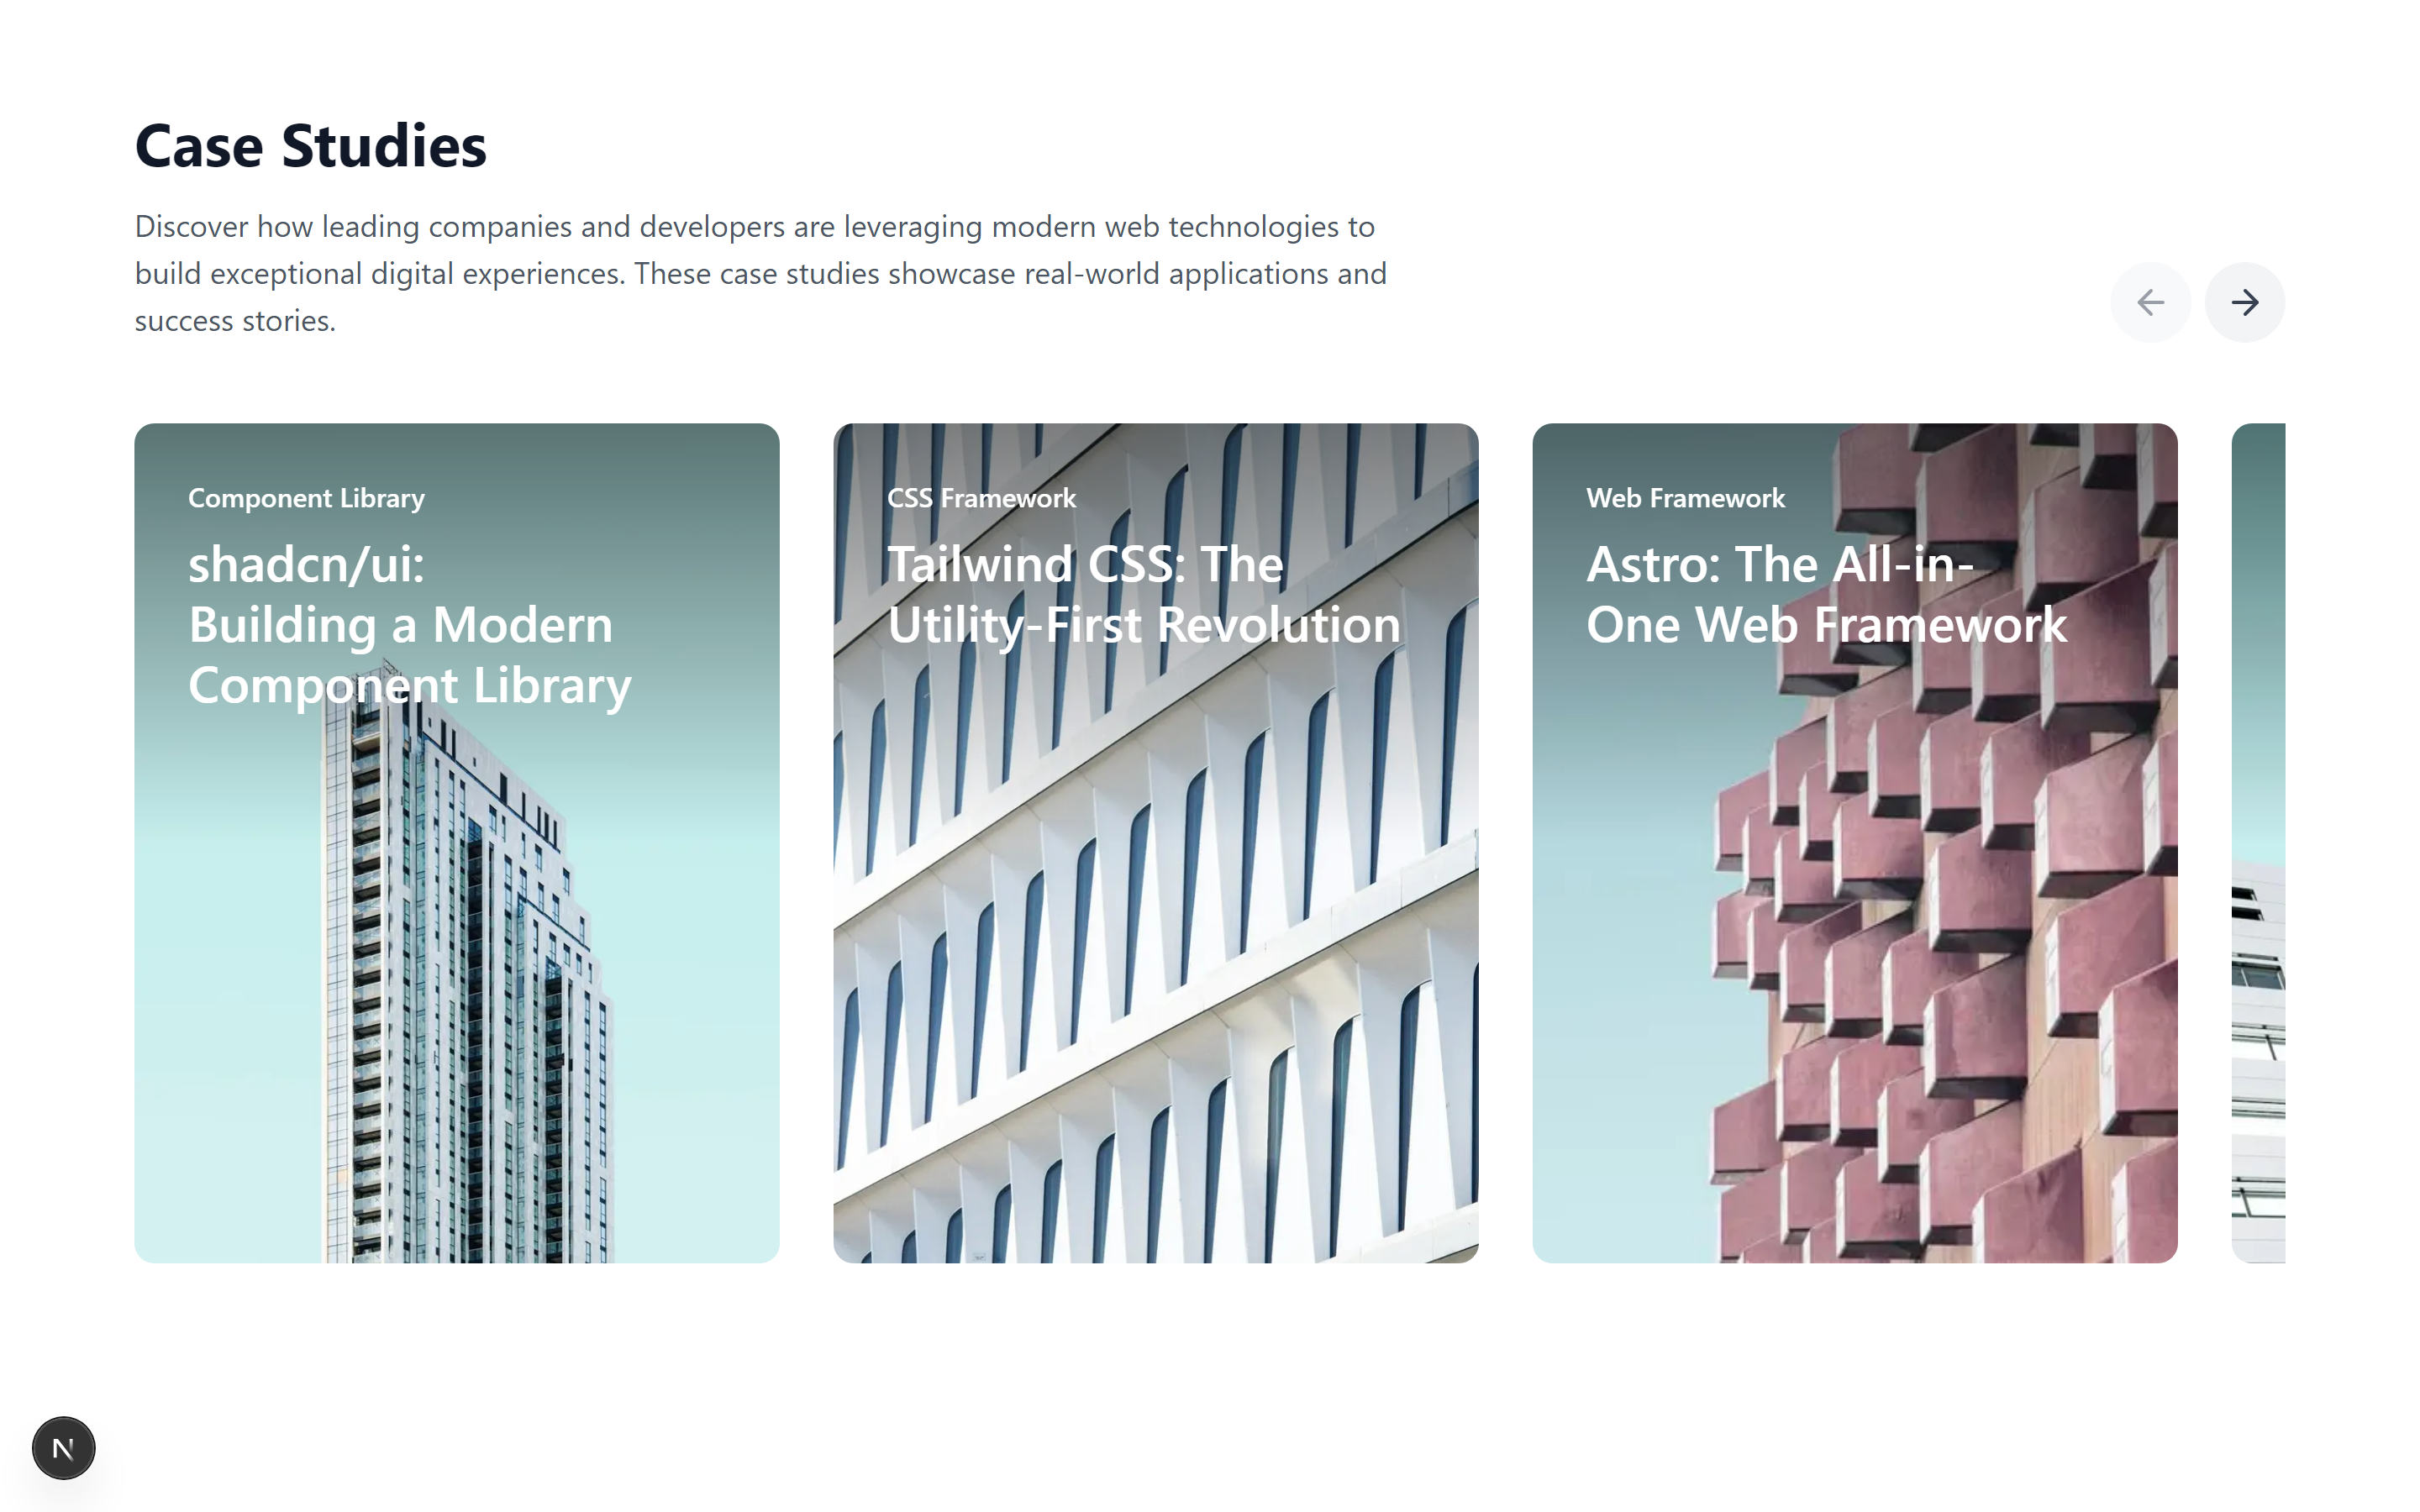 Case Studies
Discover how leading companies and developers are leveraging modern web technologies to
build exceptional digital experiences. These case studies showcase real-world applications and
success stories.
Component Library
shadcn/ui:
Building a Modern
Component Library
CSS Framework
Tailwind CSS: The
Utility-First Revolution
Web Framework
Astro: The All-in-
One Web Framework
N